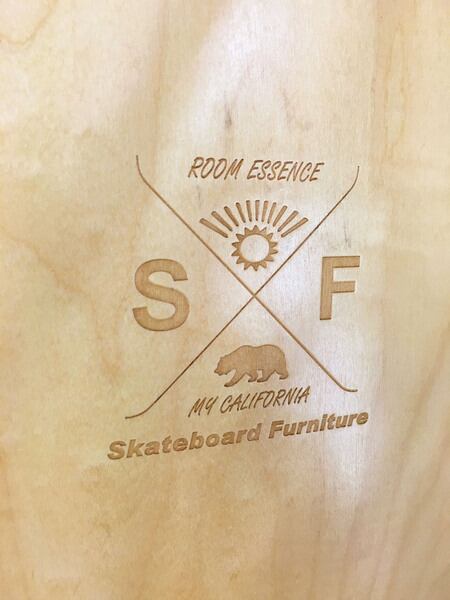 ROOM ESSENCE
S F
MY CALIFORNIA
Skateboard Furniture